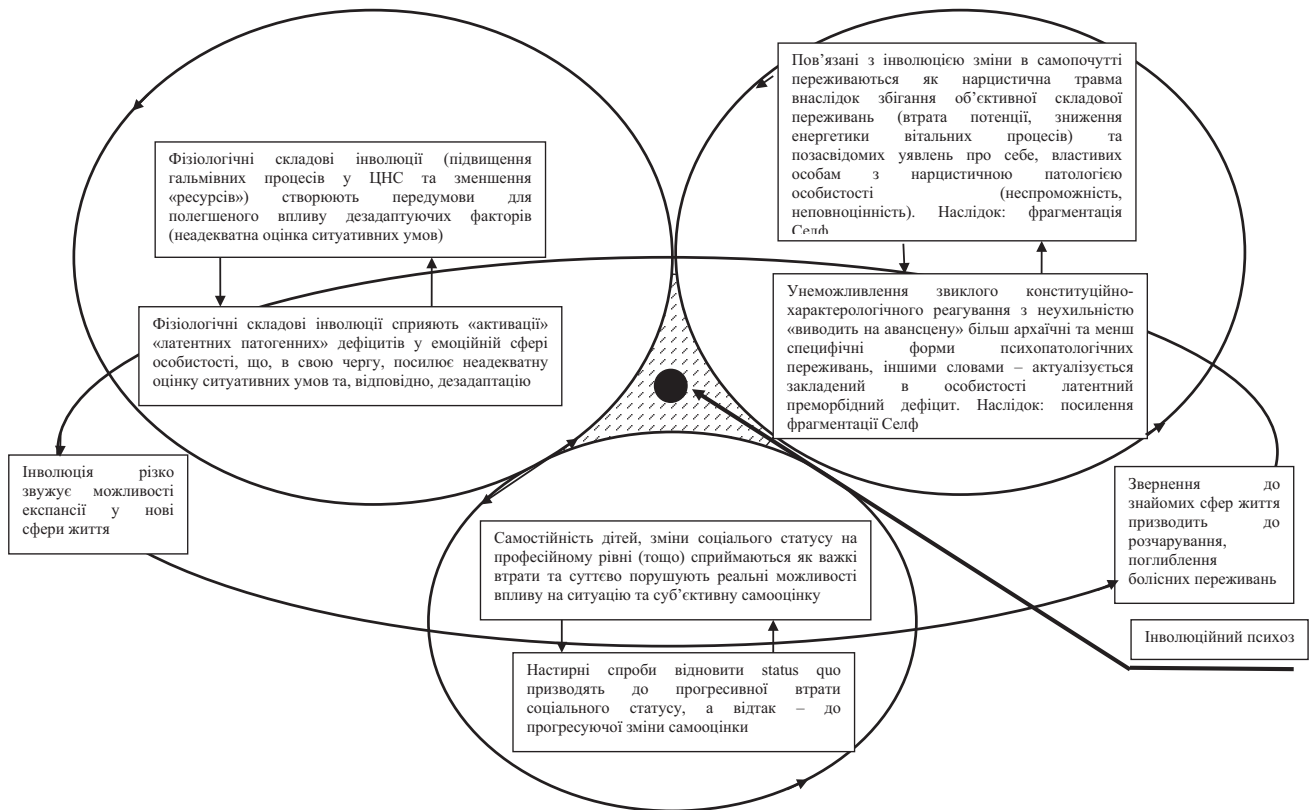 Пов’язані з інволюцією зміни в самопочутті
переживаються як нарцистична травма
внаслідок збігання об’єктивної складової
переживань (втрата потенції, зниження
енергетики вітальних процесів) та
позасвідомих уявлень про себе, властивих
особам з нарцистичною патологією
особистості (неспроможність,
неповноцінність). Наслідок: фрагментація
Селф
Фізіологічні складові інволюції (підвищення
гальмівних процесів у ЦНС та зменшення
«ресурсів») створюють передумови для
полегшеного впливу дезадаптуючих факторів
(неадекватна оцінка ситуативних умов)
Унеможливлення звиклого конституційно-
характерологічного реагування з неухильністю
«виводить на авансцену» більш архаїчні та менш
специфічні форми психопатологічних
переживань, іншими словами – актуалізується
закладений в особистості латентний
преморбідний дефіцит. Наслідок: посилення
фрагментації Селф
Фізіологічні складові інволюції сприяють «активації»
«латентних патогенних» дефіцитів у емоційній сфері
особистості, що, в свою чергу, посилює неадекватну
оцінку ситуативних умов та, відповідно, дезадаптацію
Інволюція різко
звужує можливості
експансії у нові
сфери життя
Звернення до
знайомих сфер життя
призводить до
розчарування,
поглиблення
болісних переживань
Самостійність дітей, зміни соціалього статусу на
професійному рівні (тощо) сприймаються як важкі
втрати та суттєво порушують реальні можливості
впливу на ситуацію та суб’єктивну самооцінку
Інволюційний психоз
Настирні спроби відновити status quo
призводять до прогресивної втрати
соціального статусу, а відтак – до
прогресуючої зміни самооцінки